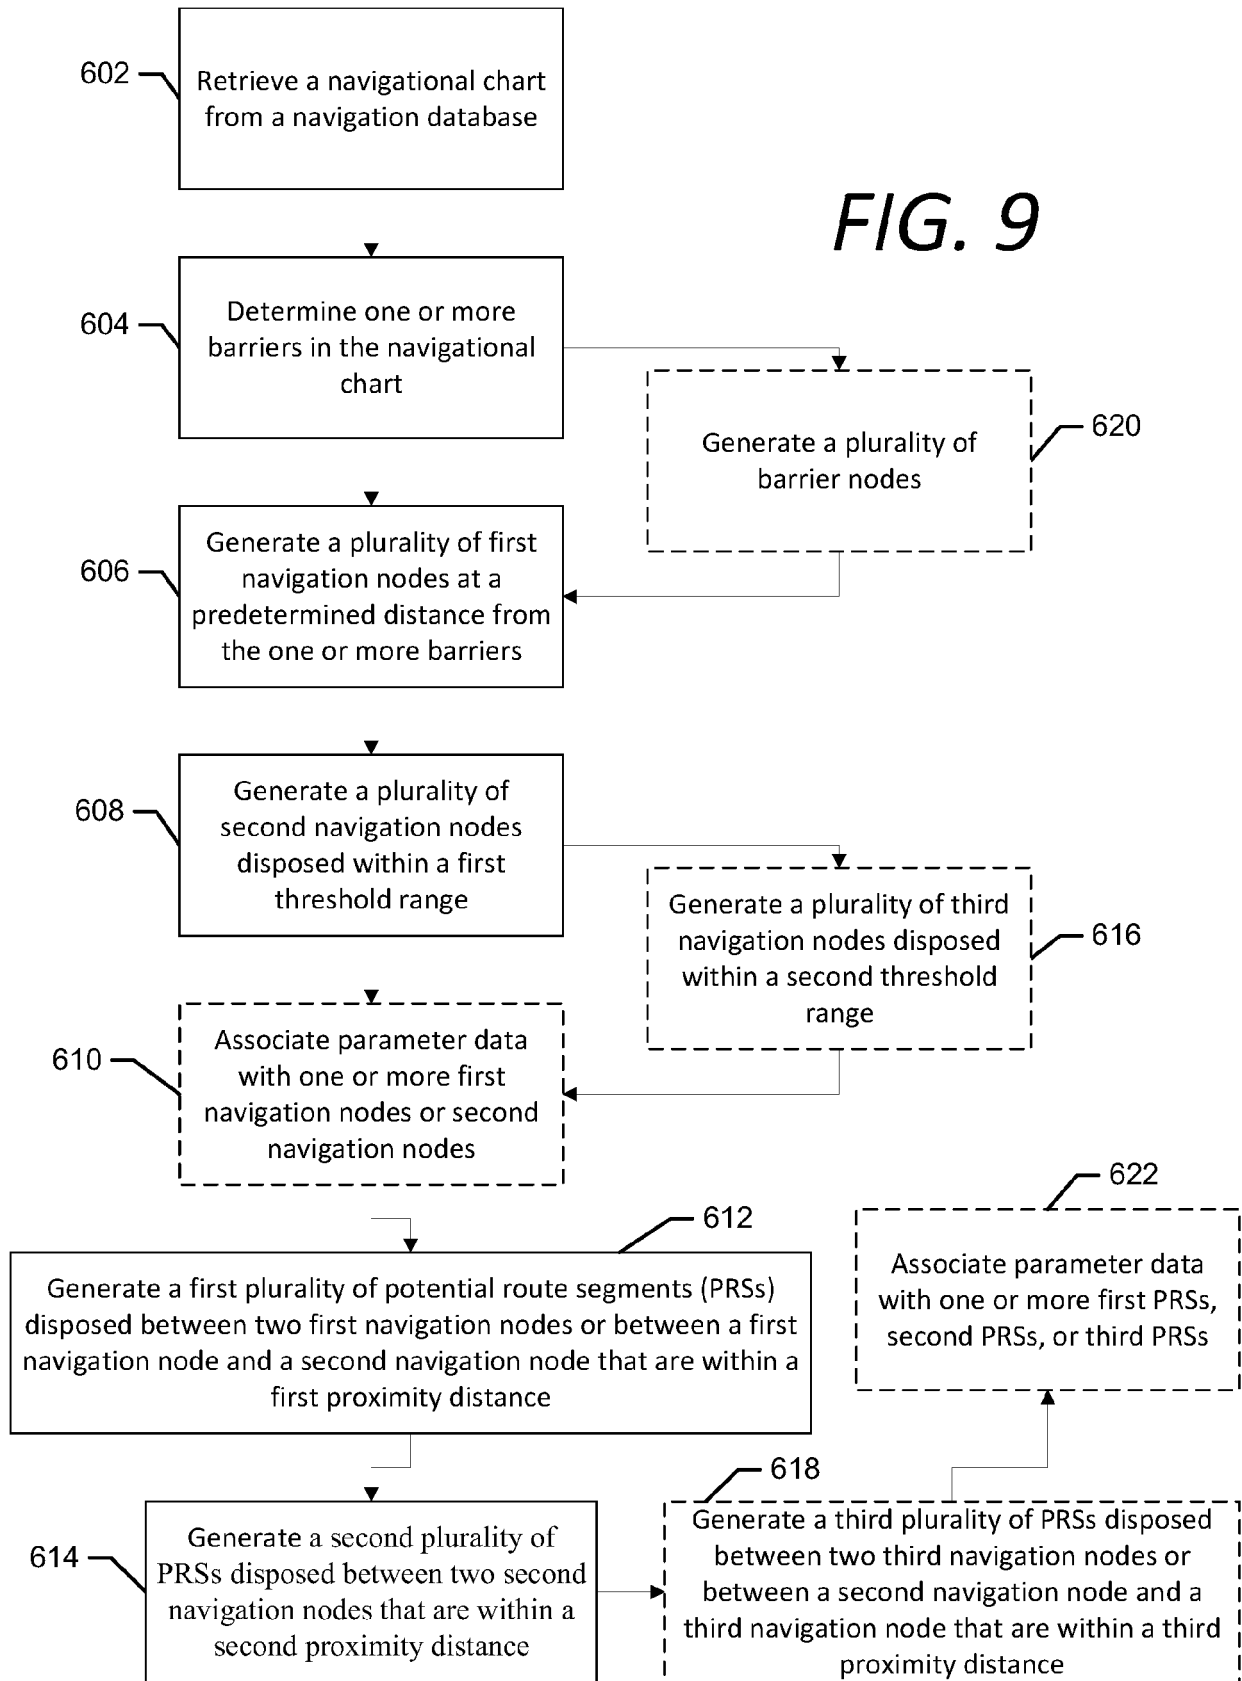 602
Retrieve a navigational chart
from a navigation database
FIG. 9
604
Determine one or more
barriers in the navigational
chart
620
Generate a plurality of
barrier nodes
606
Generate a plurality of first
navigation nodes at a
predetermined distance from
the one or more barriers
608
Generate a plurality of
second navigation nodes
disposed within a first
threshold range
616
Generate a plurality of third
navigation nodes disposed
within a second threshold
range
610
Associate parameter data
with one or more first
navigation nodes or second
navigation nodes
612
Generate a first plurality of potential route segments (PRSs)
disposed between two first navigation nodes or between a first
navigation node and a second navigation node that are within a
first proximity distance
622
Associate parameter data
with one or more first PRSs,
second PRSs, or third PRSs
614
Generate a second plurality of
PRSs disposed between two second
navigation nodes that are within a
second proximity distance
618
Generate a third plurality of PRSs disposed
between two third navigation nodes or
between a second navigation node and a
third navigation node that are within a third
proximity distance